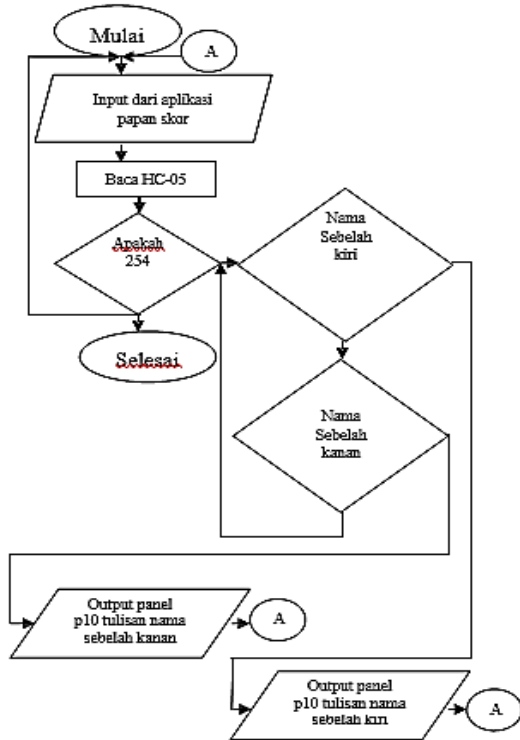 Mulai
A
Input dari aplikasi
papan skor
Baca HC-05
Apakah
254
Nama
Sebelah
kiri
Selesai
Nama
Sebelah
kanan
Output panel
p10 tulisan nama
sebelah kanan
A
Output panel
p10 tulisan nama
sebelah kiri
A